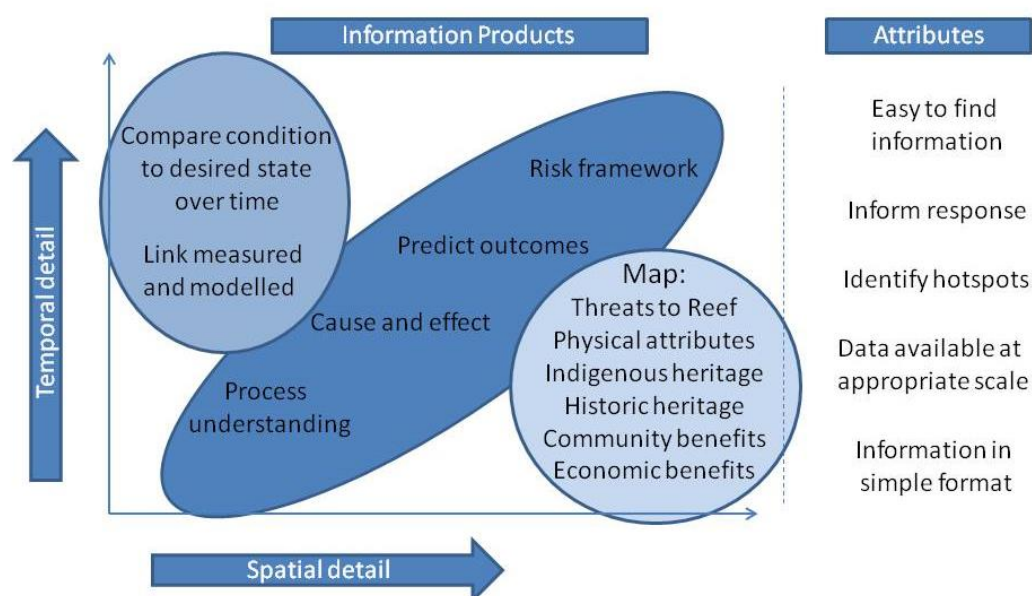 Information Products
Attributes
Temporal detail
Compare condition
to desired state
over time
Link measured
and modelled
Risk framework
Predict outcomes
Cause and effect
Process
understanding
Map:
Threats to Reef
Physical attributes
Indigenous heritage
Historic heritage
Community benefits
Economic benefits
Easy to find
information
Inform response
Identify hotspots
Data available at
appropriate scale
Information in
simple format
Spatial detail